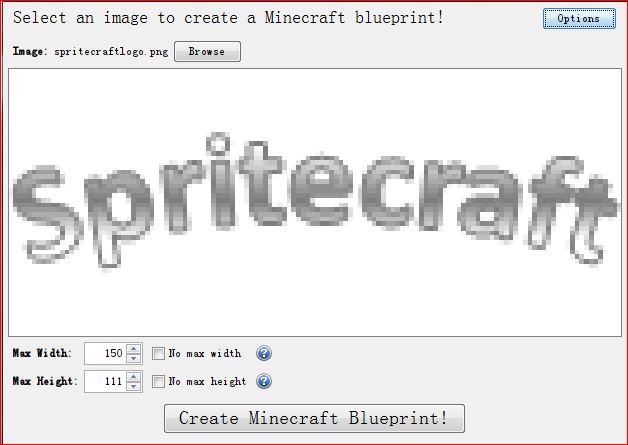 Select an image to create a Minecraft blueprint!
Options
Image: spritecraftlogo.png Browse
spritecraft
Max Width: 150 No max width ?
Max Height: 111 No max height ?
Create Minecraft Blueprint!